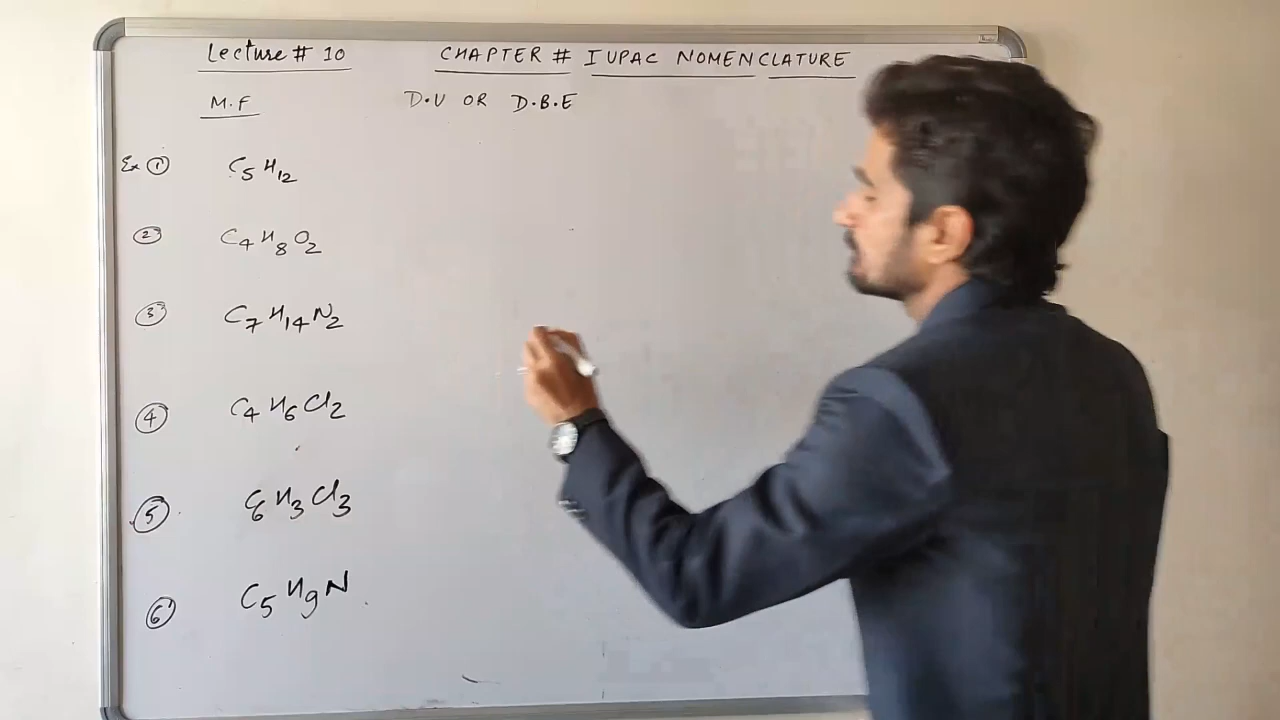 Lecture # 10 CHAPTER # IUPAC NOMENCLATURE
M.F D.U OR D.B.E
Ex ① C₅H₁₂
② C₄H₈O₂
③ C₇H₁₄N₂
④ C₄H₆Cl₂
⑤ C₆H₃Cl₃
⑥ C₅H₉N